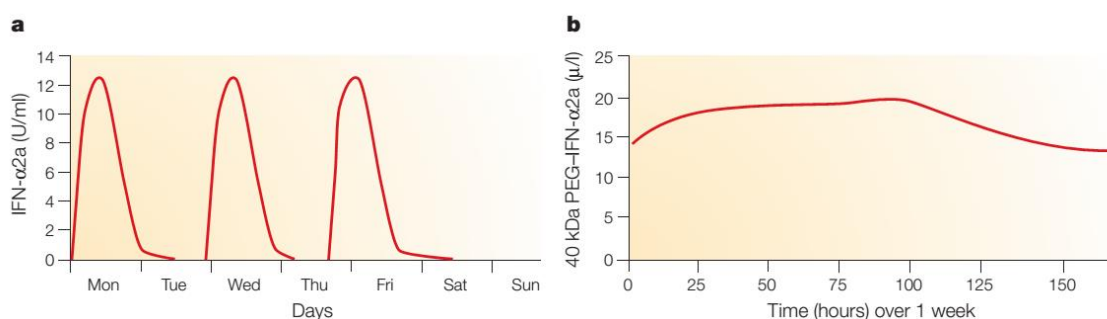 a
IFN-α2a (U/ml)
14
12
10
8
6
4
2
0
Mon Tue Wed Thu Fri Sat Sun
Days
b
40 kDa PEG–IFN-α2a (μ/l)
25
20
15
10
5
0
0 25 50 75 100 125 150
Time (hours) over 1 week